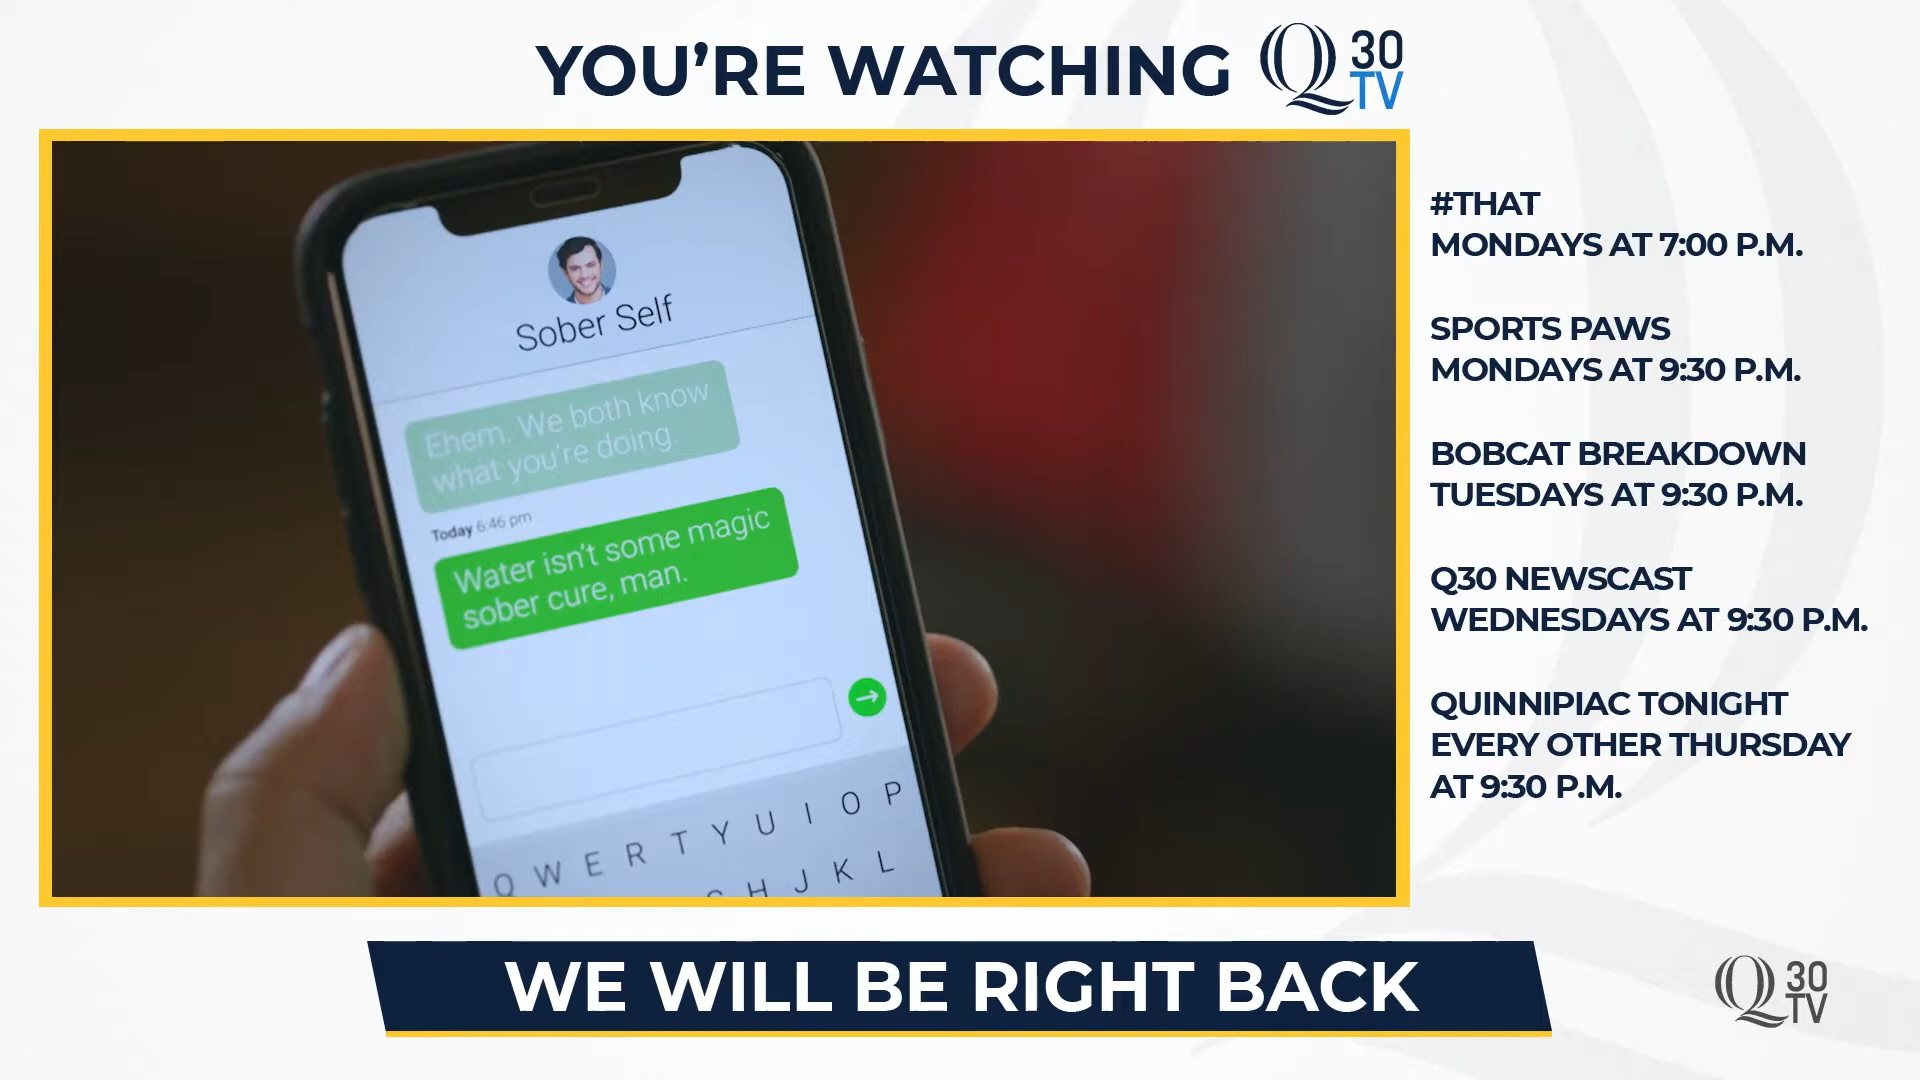 YOU'RE WATCHING Q 30 TV
Sober Self
Ehem. We both know
what you're doing.
Today 6:46 pm
Water isn't some magic
sober cure, man.
Q W E R T Y U I O P
G H J K L
#THAT
MONDAYS AT 7:00 P.M.
SPORTS PAWS
MONDAYS AT 9:30 P.M.
BOBCAT BREAKDOWN
TUESDAYS AT 9:30 P.M.
Q30 NEWSCAST
WEDNESDAYS AT 9:30 P.M.
QUINNIPIAC TONIGHT
EVERY OTHER THURSDAY
AT 9:30 P.M.
WE WILL BE RIGHT BACK
Q 30 TV